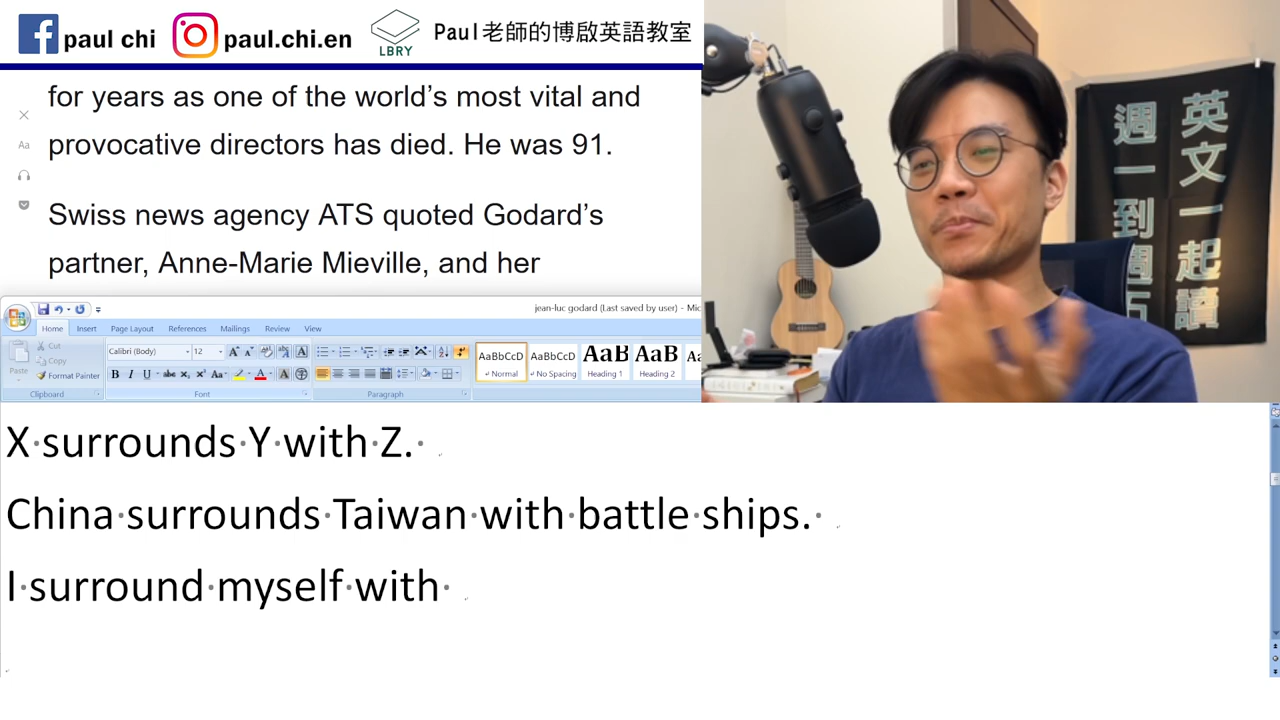 paul chi
paul.chi.en
LBRY
Paul老師的博啟英語教室
for years as one of the world’s most vital and
provocative directors has died. He was 91.
Swiss news agency ATS quoted Godard’s
partner, Anne-Marie Mieville, and her
Aa
英文一起讀
週一到週五
jean-luc godard (Last saved by user) - Mic
Home Insert Page Layout References Mailings Review View
Cut
Copy
Paste
Format Painter
Clipboard
Calibri (Body) 12
Font
Paragraph
AaBbCcD AaBbCcD AaBb AaBb Aa
Normal No Spacing Heading 1 Heading 2
X surrounds Y with Z.
China surrounds Taiwan with battle ships.
I surround myself with